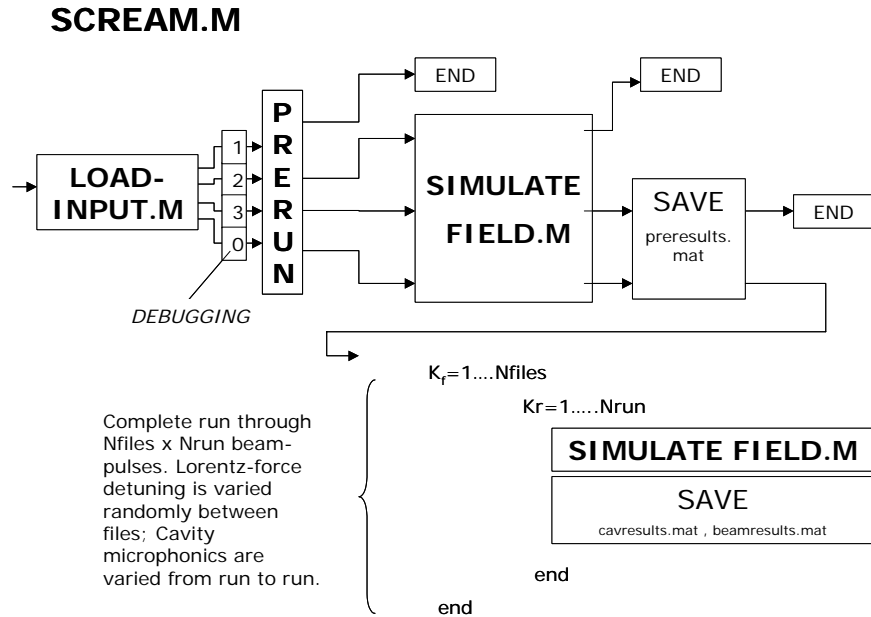 SCREAM.M
END
END
P
R
E
R
U
N
1
2
3
0
LOAD-
INPUT.M
DEBUGGING
SIMULATE
FIELD.M
SAVE
preresults.
mat
END
Kf=1....Nfiles
Kr=1.....Nrun
Complete run through
Nfiles x Nrun beam-
pulses. Lorentz-force
detuning is varied
randomly between
files; Cavity
microphonics are
varied from run to run.
SIMULATE FIELD.M
SAVE
cavresults.mat , beamresults.mat
end
end